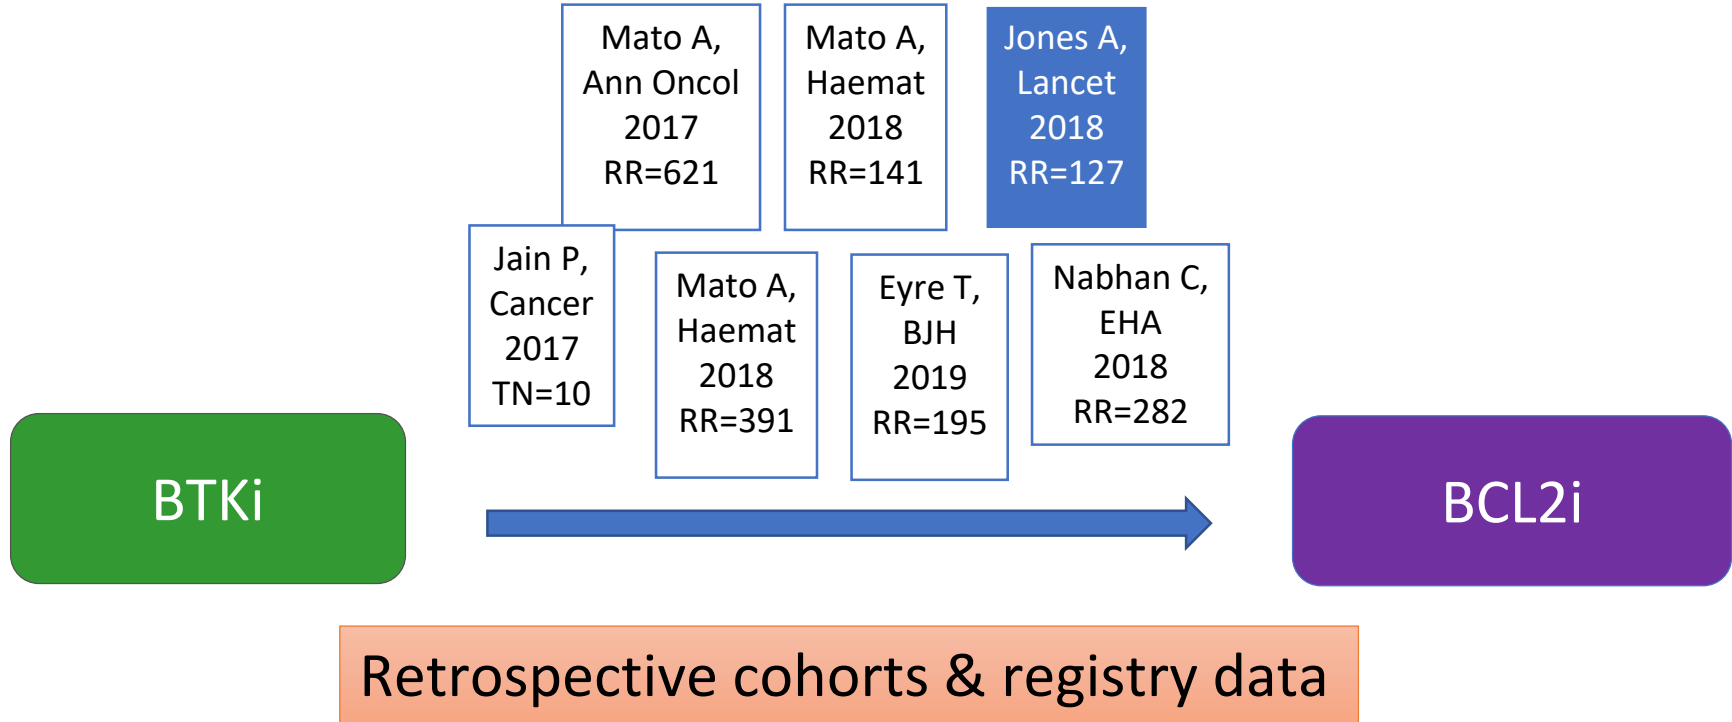 Mato A,
Ann Oncol
2017
RR=621
Mato A,
Haemat
2018
RR=141
Jones A,
Lancet
2018
RR=127
Jain P,
Cancer
2017
TN=10
Mato A,
Haemat
2018
RR=391
Eyre T,
BJH
2019
RR=195
Nabhan C,
EHA
2018
RR=282
BTKi
BCL2i
Retrospective cohorts & registry data